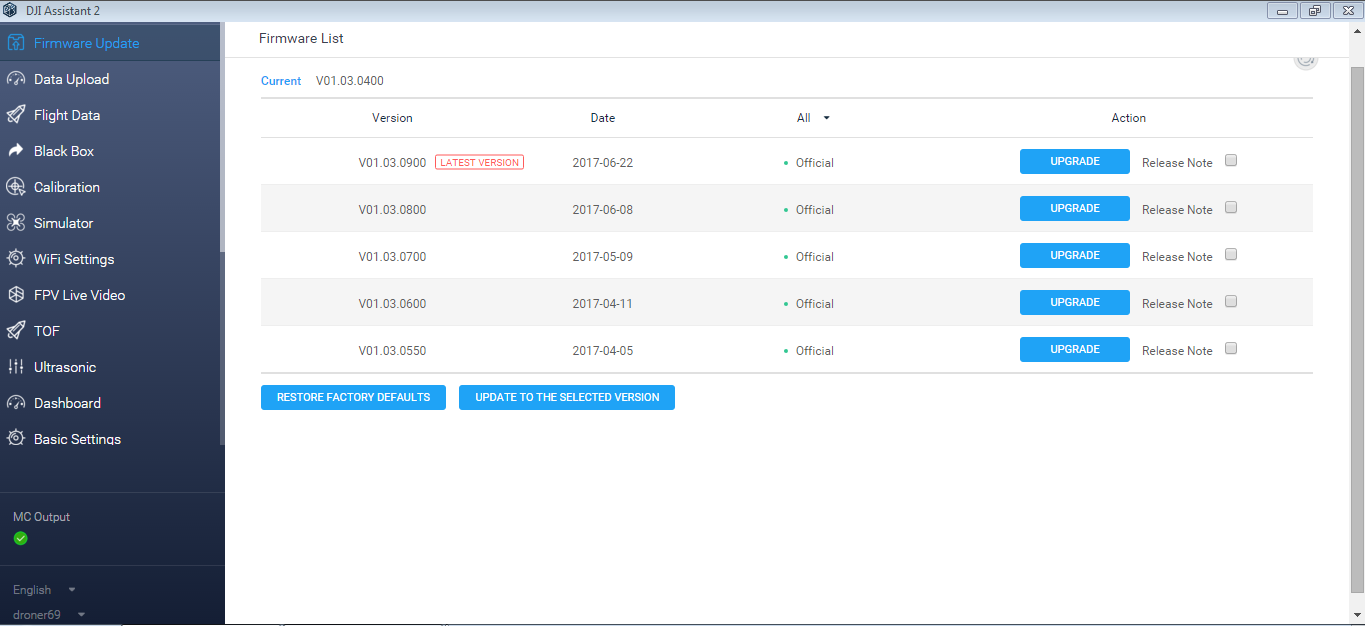 DJI Assistant 2
Firmware Update
Data Upload
Flight Data
Black Box
Calibration
Simulator
WiFi Settings
FPV Live Video
TOF
Ultrasonic
Dashboard
Basic Settings
MC Output
English
droner69
Firmware List
Current V01.03.0400
Version Date All Action
V01.03.0900 LATEST VERSION 2017-06-22 Official UPGRADE Release Note
V01.03.0800 2017-06-08 Official UPGRADE Release Note
V01.03.0700 2017-05-09 Official UPGRADE Release Note
V01.03.0600 2017-04-11 Official UPGRADE Release Note
V01.03.0550 2017-04-05 Official UPGRADE Release Note
RESTORE FACTORY DEFAULTS UPDATE TO THE SELECTED VERSION